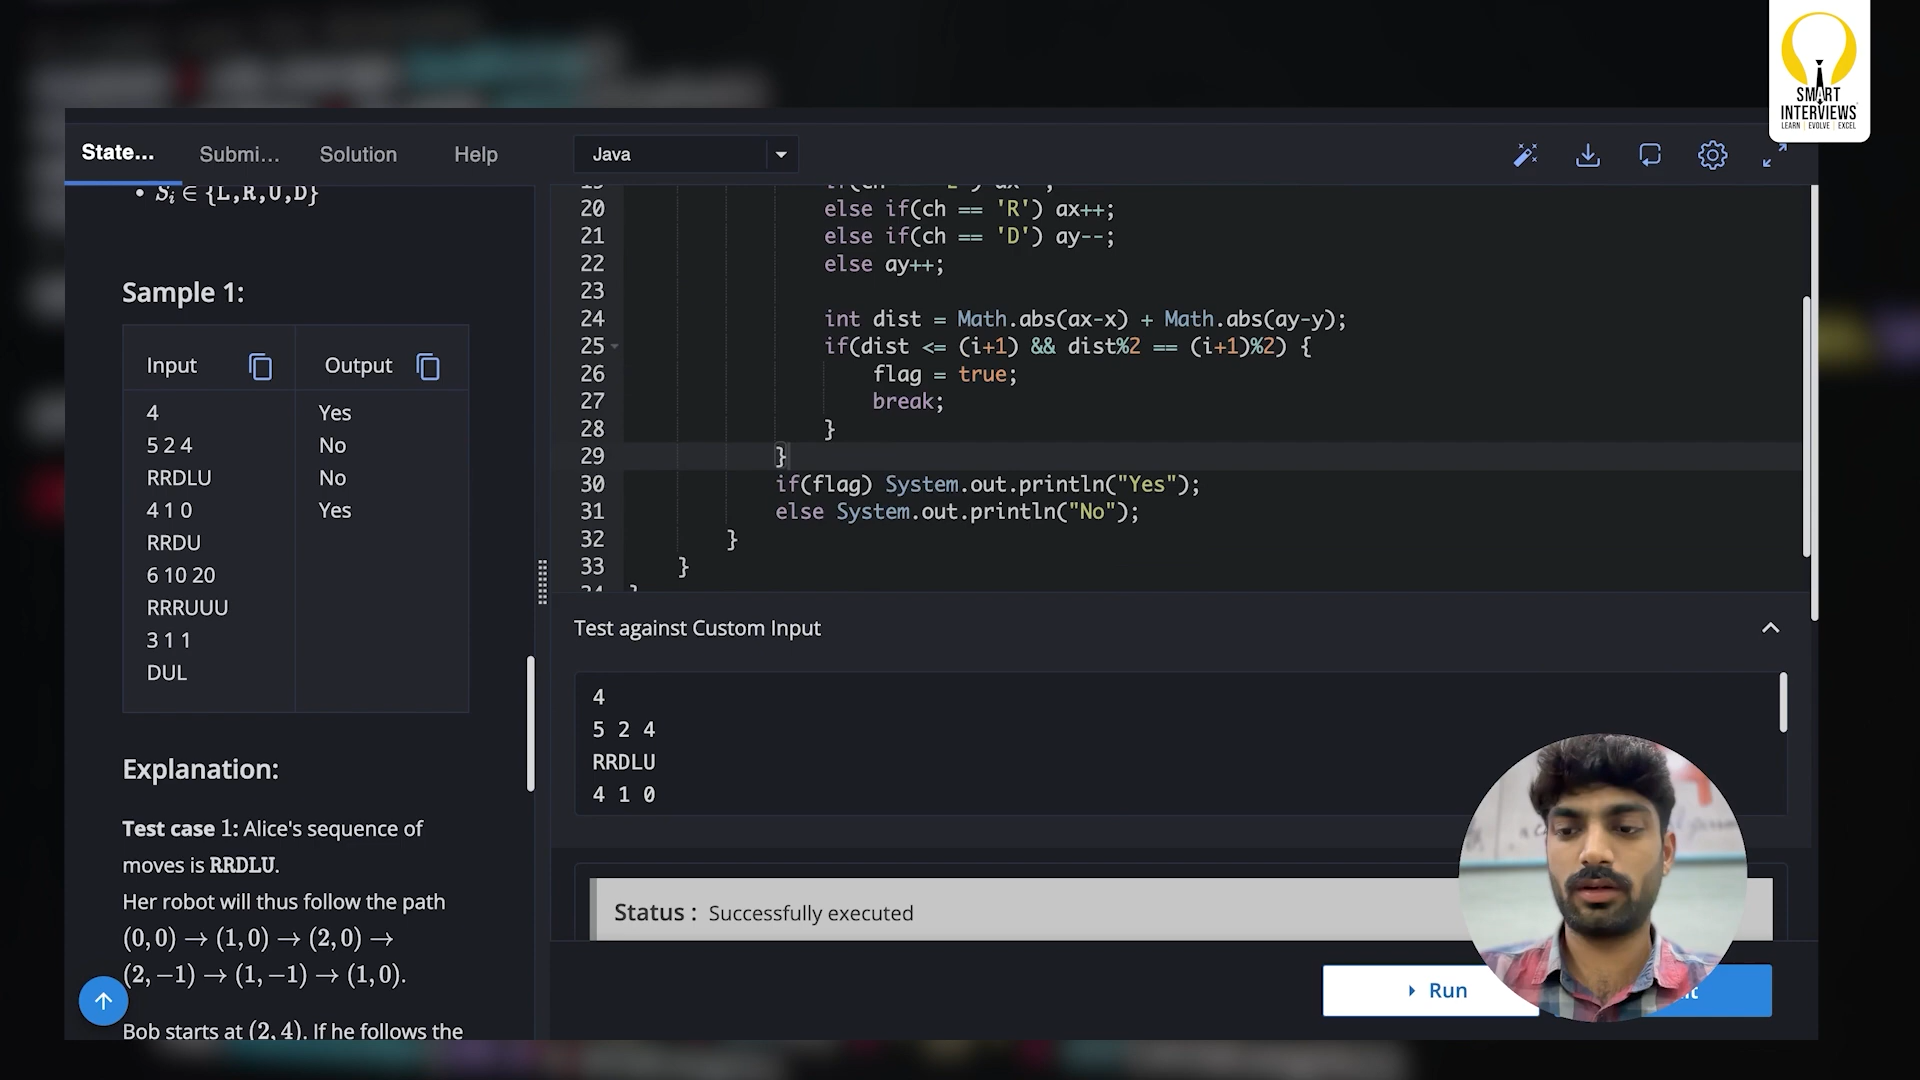 SMART
INTERVIEWS
LEARN | EVOLVE | EXCEL
State...
Submi...
Solution
Help
Java
• Sᵢ ∈ {L,R,U,D}
Sample 1:
Input
Output
4
Yes
5 2 4
No
RRDLU
No
4 1 0
Yes
RRDU
6 10 20
RRRUUU
3 1 1
DUL
Explanation:
Test case 1: Alice's sequence of
moves is RRDLU.
Her robot will thus follow the path
(0,0) → (1,0) → (2,0) →
(2,−1) → (1,−1) → (1,0).
Bob starts at (2,4). If he follows the
20 else if(ch == 'R') ax++;
21 else if(ch == 'D') ay--;
22 else ay++;
23
24 int dist = Math.abs(ax-x) + Math.abs(ay-y);
25 if(dist <= (i+1) && dist%2 == (i+1)%2) {
26 flag = true;
27 break;
28 }
29 }
30 if(flag) System.out.println("Yes");
31 else System.out.println("No");
32 }
33 }
Test against Custom Input
4
5 2 4
RRDLU
4 1 0
Status : Successfully executed
Run